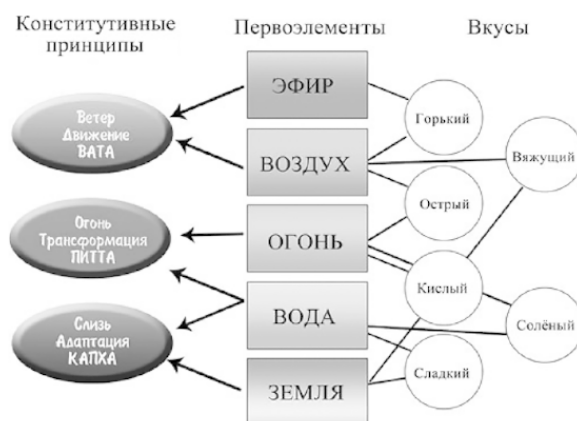 Конститутивные
принципы
Первоэлементы
Вкусы
Ветер
Движение
ВАТА
Огонь
Трансформация
ПИТТА
Слизь
Адаптация
КАПХА
ЭФИР
ВОЗДУХ
ОГОНЬ
ВОДА
ЗЕМЛЯ
Горький
Вяжущий
Острый
Кислый
Солёный
Сладкий